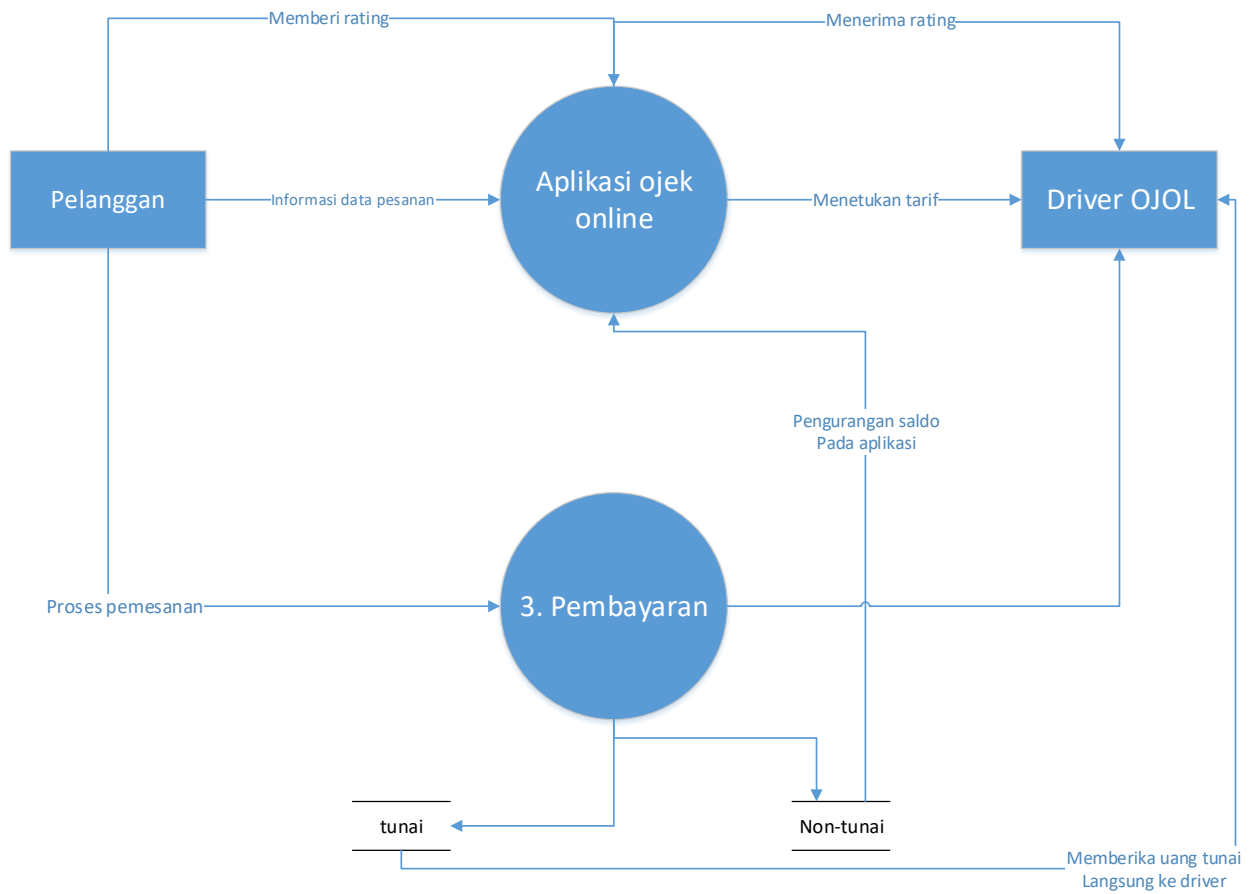 Memberi rating
Menerima rating
Pelanggan
Informasi data pesanan
Aplikasi ojek
online
Menetukan tarif
Driver OJOL
Pengurangan saldo
Pada aplikasi
Proses pemesanan
3. Pembayaran
tunai
Non-tunai
Memberika uang tunai
Langsung ke driver